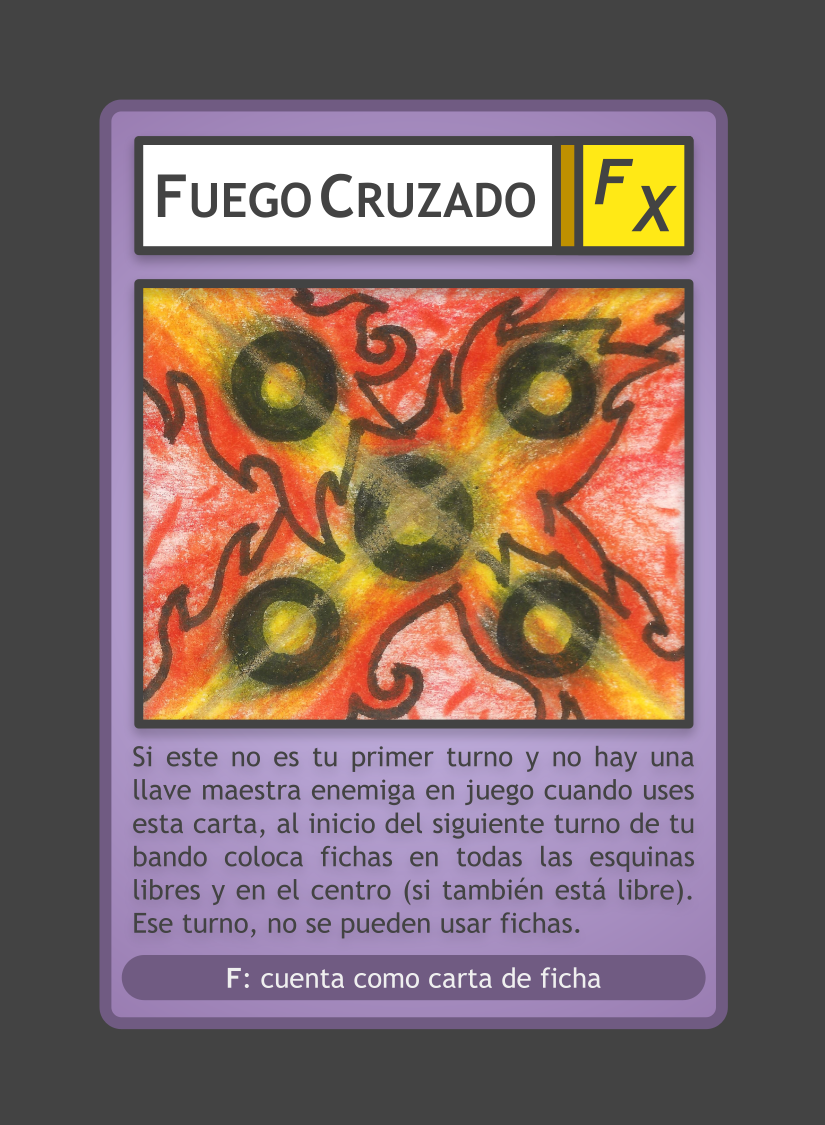 FUEGO CRUZADO
F X
Si este no es tu primer turno y no hay una
llave maestra enemiga en juego cuando uses
esta carta, al inicio del siguiente turno de tu
bando coloca fichas en todas las esquinas
libres y en el centro (si también está libre).
Ese turno, no se pueden usar fichas.
F: cuenta como carta de ficha